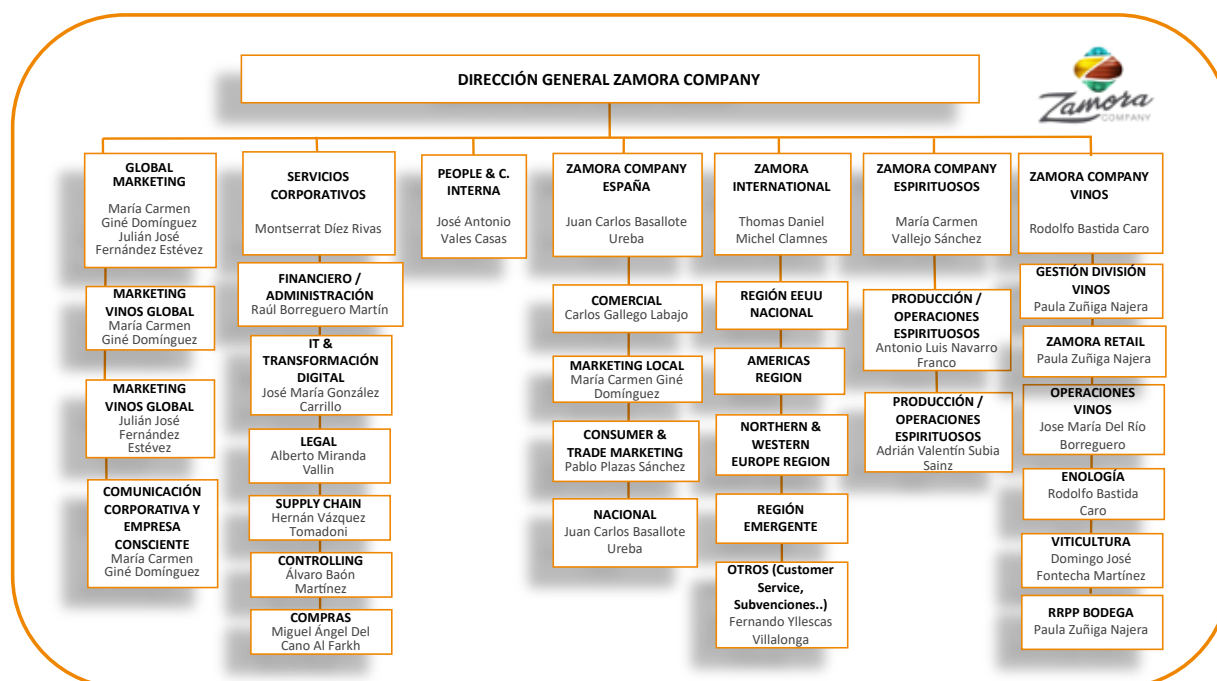 DIRECCIÓN GENERAL ZAMORA COMPANY
Zamora
COMPANY
GLOBAL
MARKETING
María Carmen
Giné Domínguez
Julián José
Fernández Estévez
MARKETING
VINOS GLOBAL
María Carmen
Giné Domínguez
MARKETING
VINOS GLOBAL
Julián José
Fernández
Estévez
COMUNICACIÓN
CORPORATIVA Y
EMPRESA
CONSCIENTE
María Carmen
Giné Domínguez
SERVICIOS
CORPORATIVOS
Montserrat Díez Rivas
FINANCIERO /
ADMINISTRACIÓN
Raúl Borreguero Martín
IT &
TRANSFORMACIÓN
DIGITAL
José María González
Carrillo
LEGAL
Alberto Miranda
Vallin
SUPPLY CHAIN
Hernán Vázquez
Tomadoni
CONTROLLING
Álvaro Baón
Martínez
COMPRAS
Miguel Ángel Del
Cano Al Farkh
PEOPLE & C.
INTERNA
José Antonio
Vales Casas
ZAMORA COMPANY
ESPAÑA
Juan Carlos Basallote
Ureba
COMERCIAL
Carlos Gallego Labajo
MARKETING LOCAL
María Carmen Giné
Domínguez
CONSUMER &
TRADE MARKETING
Pablo Plazas Sánchez
NACIONAL
Juan Carlos Basallote
Ureba
ZAMORA
INTERNATIONAL
Thomas Daniel
Michel Clamnes
REGIÓN EEUU
NACIONAL
AMERICAS
REGION
NORTHERN &
WESTERN
EUROPE REGION
REGIÓN
EMERGENTE
OTROS (Customer
Service,
Subvenciones..)
Fernando Yllescas
Villalonga
ZAMORA COMPANY
ESPIRITUOSOS
María Carmen
Vallejo Sánchez
PRODUCCIÓN /
OPERACIONES
ESPIRITUOSOS
Antonio Luis Navarro
Franco
PRODUCCIÓN /
OPERACIONES
ESPIRITUOSOS
Adrián Valentín Subia
Sainz
ZAMORA COMPANY
VINOS
Rodolfo Bastida Caro
GESTIÓN DIVISIÓN
VINOS
Paula Zuñiga Najera
ZAMORA RETAIL
Paula Zuñiga Najera
OPERACIONES
VINOS
Jose María Del Río
Borreguero
ENOLOGÍA
Rodolfo Bastida
Caro
VITICULTURA
Domingo José
Fontecha Martínez
RRPP BODEGA
Paula Zuñiga Najera